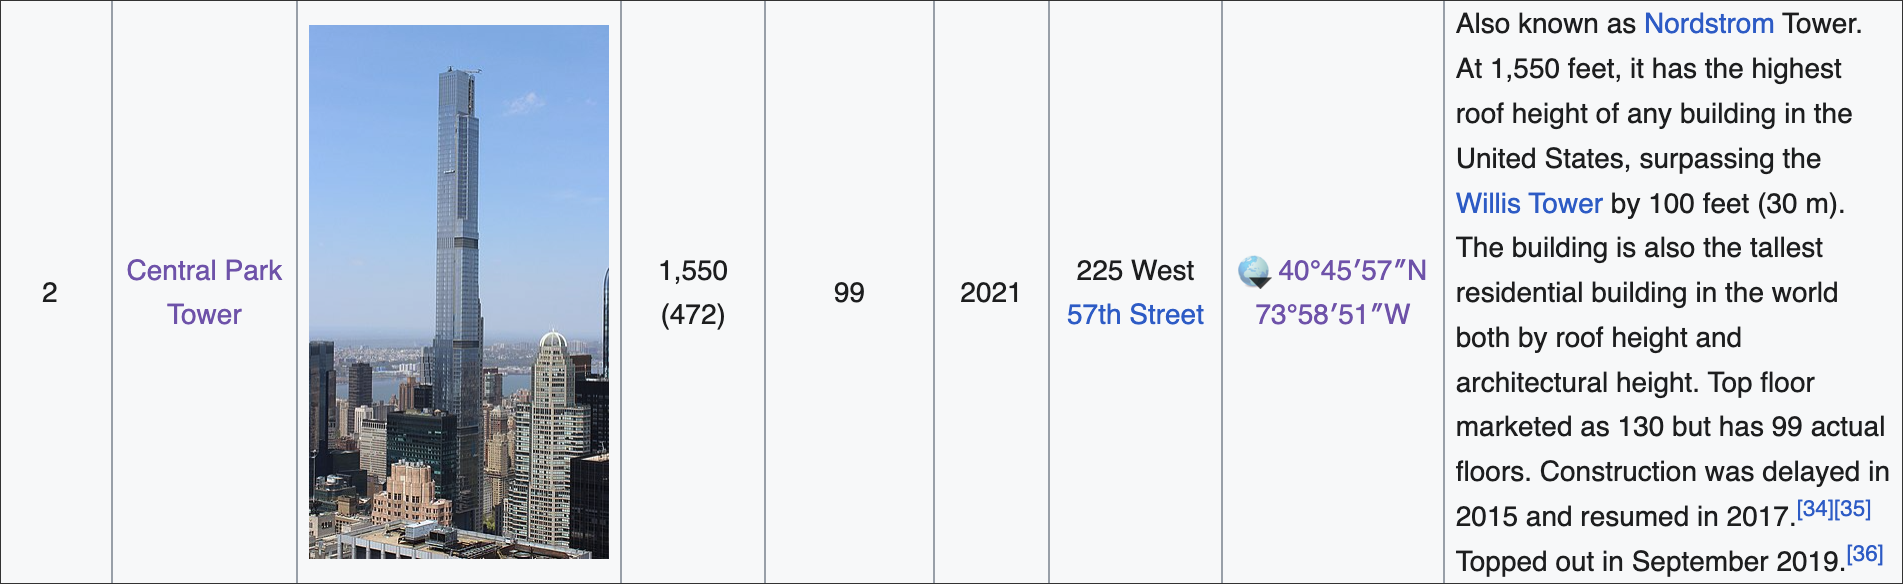 2
Central Park
Tower
1,550
(472)
99
2021
225 West
57th Street
40°45′57″N
73°58′51″W
Also known as Nordstrom Tower.
At 1,550 feet, it has the highest
roof height of any building in the
United States, surpassing the
Willis Tower by 100 feet (30 m).
The building is also the tallest
residential building in the world
both by roof height and
architectural height. Top floor
marketed as 130 but has 99 actual
floors. Construction was delayed in
2015 and resumed in 2017.[34][35]
Topped out in September 2019.[36]